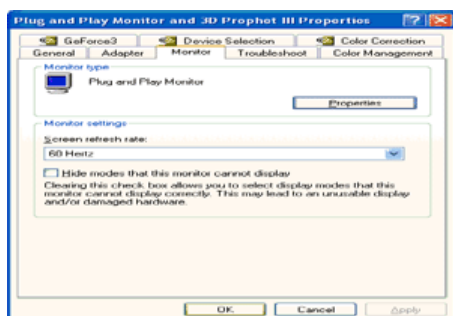 Plug and Play Monitor and 3D Prophet III Properties
GeForce3 Device Selection Color Correction
General Adapter Monitor Troubleshoot Color Management
Monitor type
Plug and Play Monitor
Properties
Monitor settings
Screen refresh rate:
60 Hertz
Hide modes that this monitor cannot display
Clearing this check box allows you to select display modes that this
monitor cannot display correctly. This may lead to an unusable display
and/or damaged hardware.
OK Cancel Apply